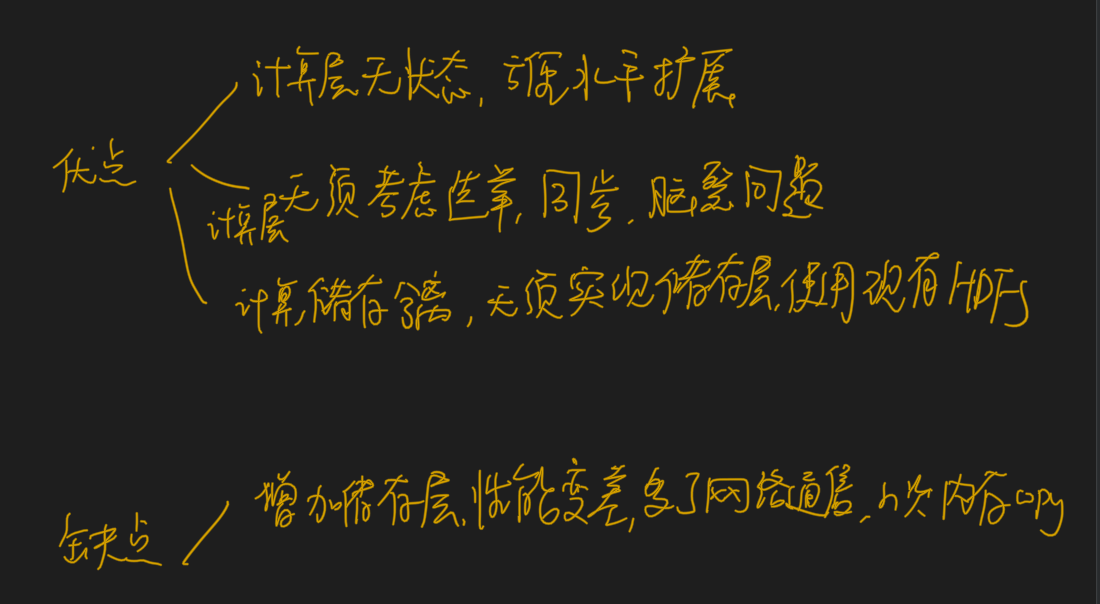 计算层无状态,方便水平扩展
优点
无须考虑选举,同步、脑裂问题
计算层
计算,储存分离,无须实现储存层,使用现有HDFS
增加储存层,性能变差,多了网络通信,n次内存copy
缺点